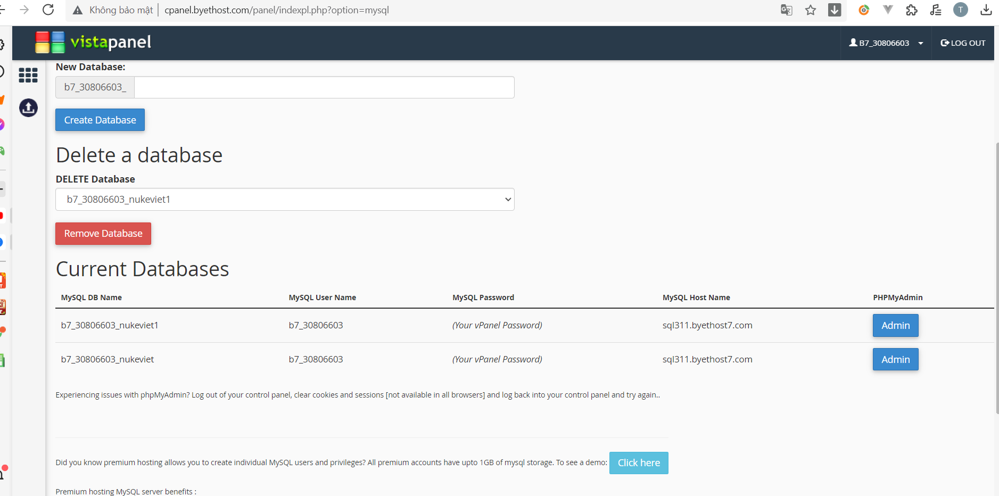 Không bảo mật
cpanel.byethost.com/panel/indexpl.php?option=mysql
T
vistapanel
B7_30806603
LOG OUT
New Database:
b7_30806603_
Create Database
Delete a database
DELETE Database
b7_30806603_nukeviet1
Remove Database
Current Databases
MySQL DB Name MySQL User Name MySQL Password MySQL Host Name PHPMyAdmin
b7_30806603_nukeviet1 b7_30806603 (Your vPanel Password) sql311.byethost7.com Admin
b7_30806603_nukeviet b7_30806603 (Your vPanel Password) sql311.byethost7.com Admin
Experiencing issues with phpMyAdmin? Log out of your control panel, clear cookies and sessions [not available in all browsers] and log back into your control panel and try again..
Did you know premium hosting allows you to create individual MySQL users and privileges? All premium accounts have upto 1GB of mysql storage. To see a demo: Click here
Premium hosting MySQL server benefits :